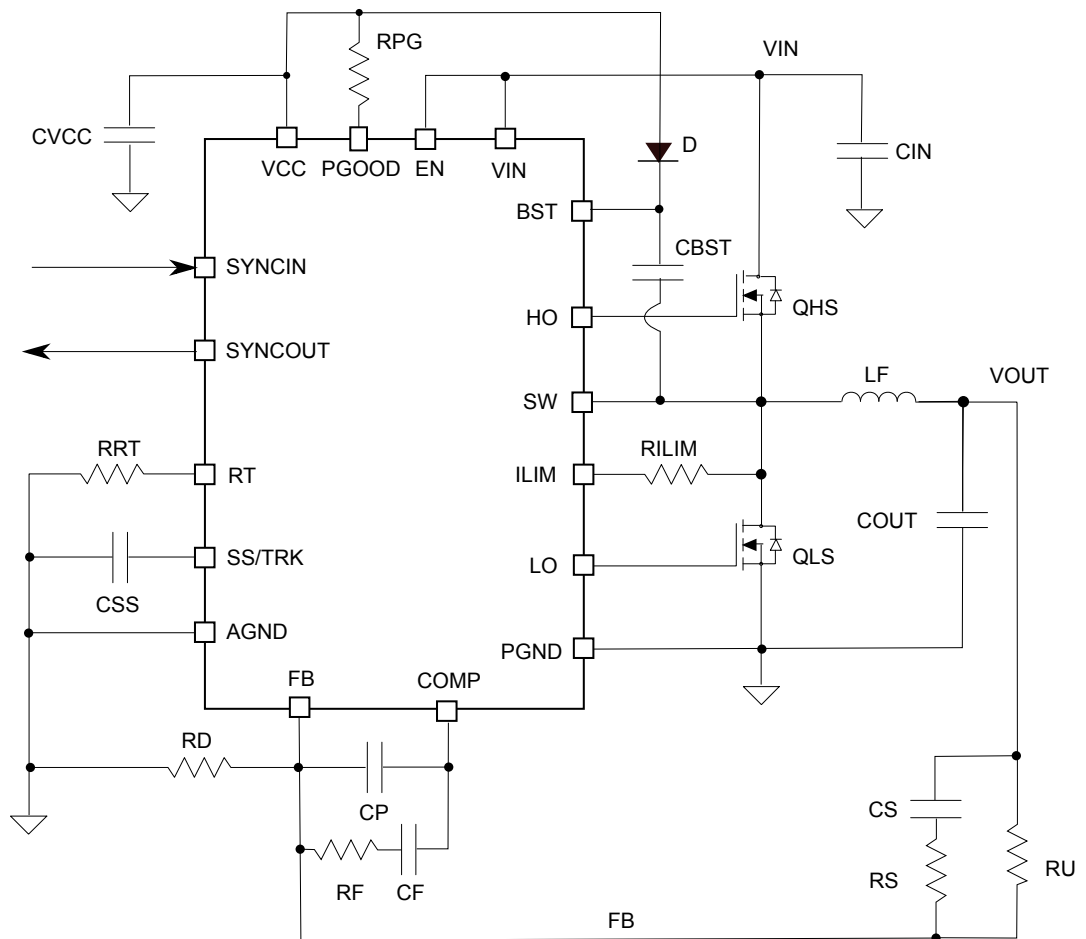 RPG
VIN
CVCC
D
CIN
VCC
PGOOD
EN
VIN
BST
CBST
SYNCIN
HO
QHS
SYNCOUT
SW
LF
VOUT
RRT
RT
ILIM
RILIM
COUT
SS/TRK
CSS
LO
QLS
AGND
PGND
FB
COMP
RD
CP
CS
RF
CF
RS
RU
FB